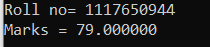 Roll no= 1117650944
Marks = 79.000000